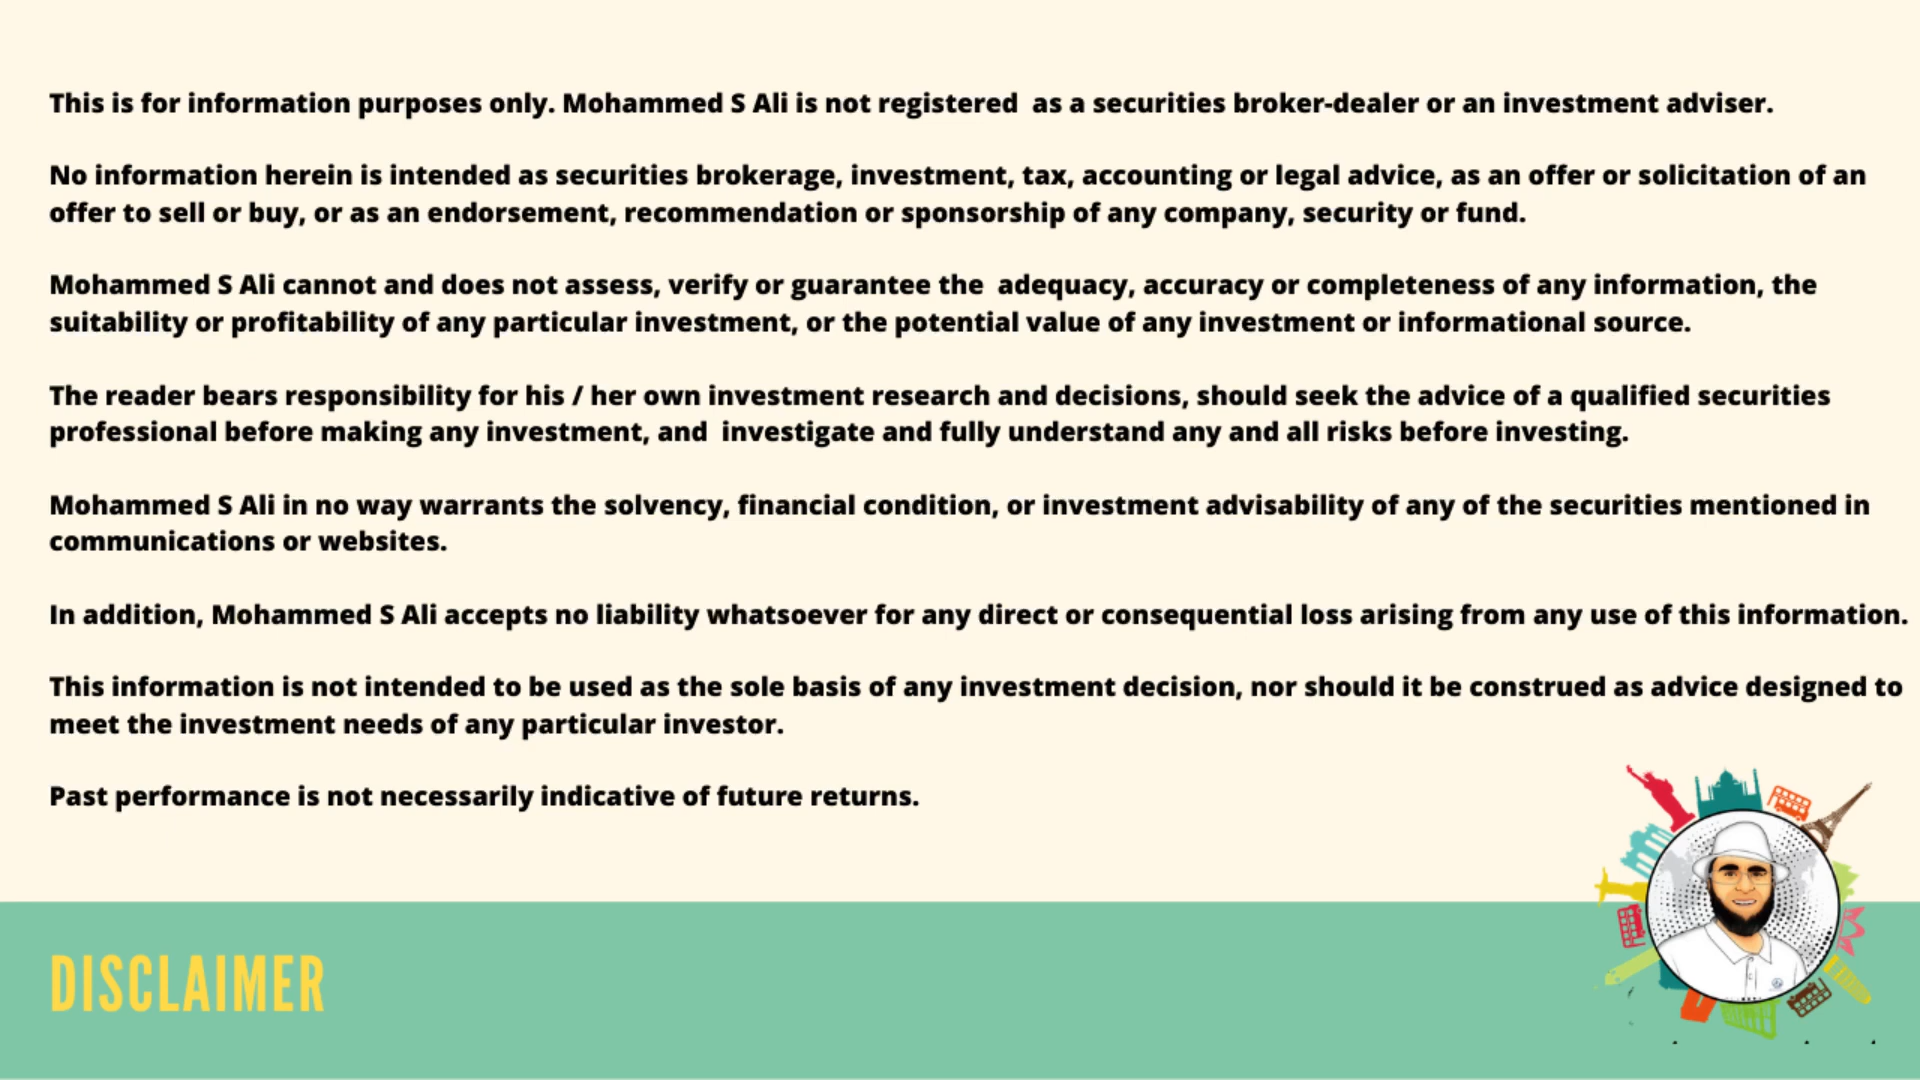 This is for information purposes only. Mohammed S Ali is not registered  as a securities broker-dealer or an investment adviser.
No information herein is intended as securities brokerage, investment, tax, accounting or legal advice, as an offer or solicitation of an
offer to sell or buy, or as an endorsement, recommendation or sponsorship of any company, security or fund.
Mohammed S Ali cannot and does not assess, verify or guarantee the  adequacy, accuracy or completeness of any information, the
suitability or profitability of any particular investment, or the potential value of any investment or informational source.
The reader bears responsibility for his / her own investment research and decisions, should seek the advice of a qualified securities
professional before making any investment, and  investigate and fully understand any and all risks before investing.
Mohammed S Ali in no way warrants the solvency, financial condition, or investment advisability of any of the securities mentioned in
communications or websites.
In addition, Mohammed S Ali accepts no liability whatsoever for any direct or consequential loss arising from any use of this information.
This information is not intended to be used as the sole basis of any investment decision, nor should it be construed as advice designed to
meet the investment needs of any particular investor.
Past performance is not necessarily indicative of future returns.
DISCLAIMER